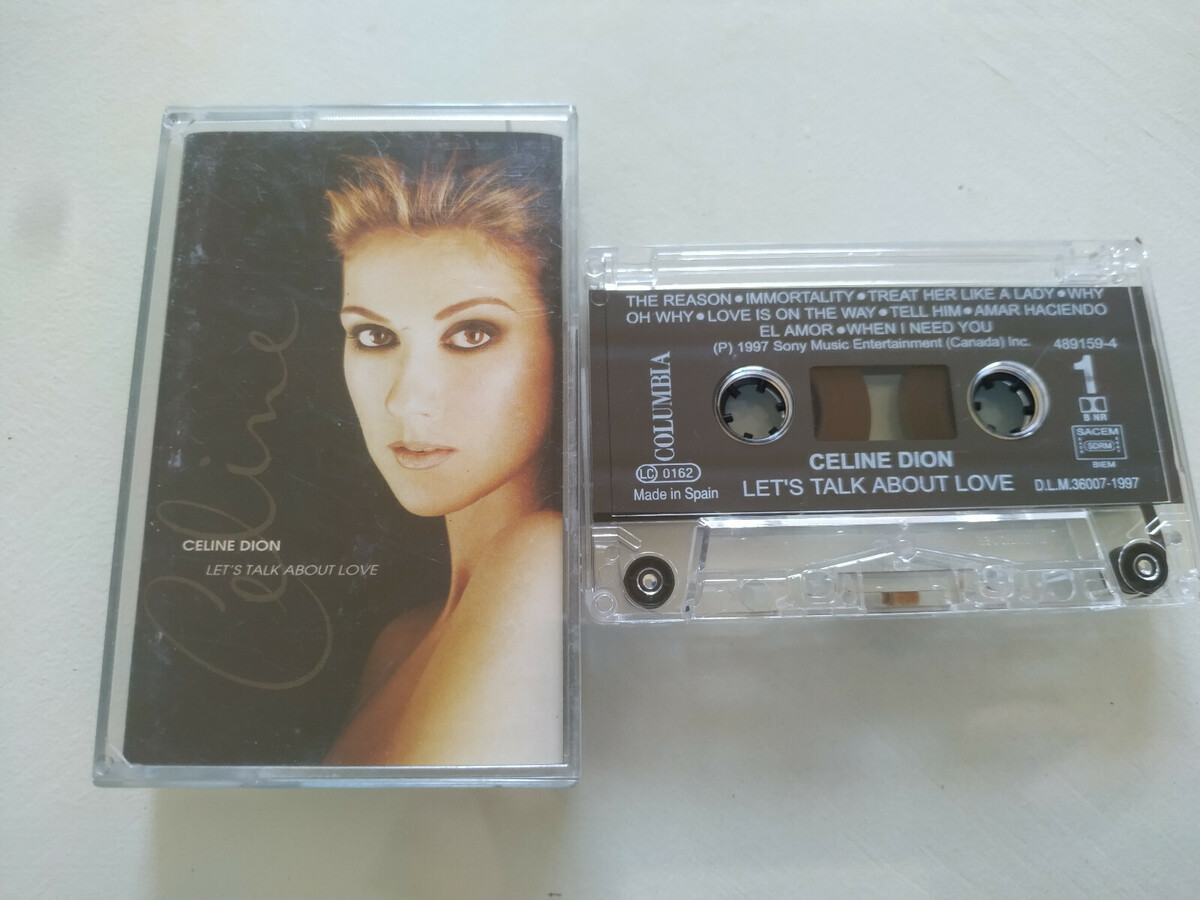 Celine
CELINE DION
LET'S TALK ABOUT LOVE
THE REASON • IMMORTALITY • TREAT HER LIKE A LADY • WHY
OH WHY • LOVE IS ON THE WAY • TELL HIM • AMAR HACIENDO
EL AMOR • WHEN I NEED YOU
(P) 1997 Sony Music Entertainment (Canada) Inc. 489159-4
COLUMBIA
1
B NR
SACEM
SDRM
BIEM
LC 0162
Made in Spain
CELINE DION
LET'S TALK ABOUT LOVE
D.L.M.36007-1997